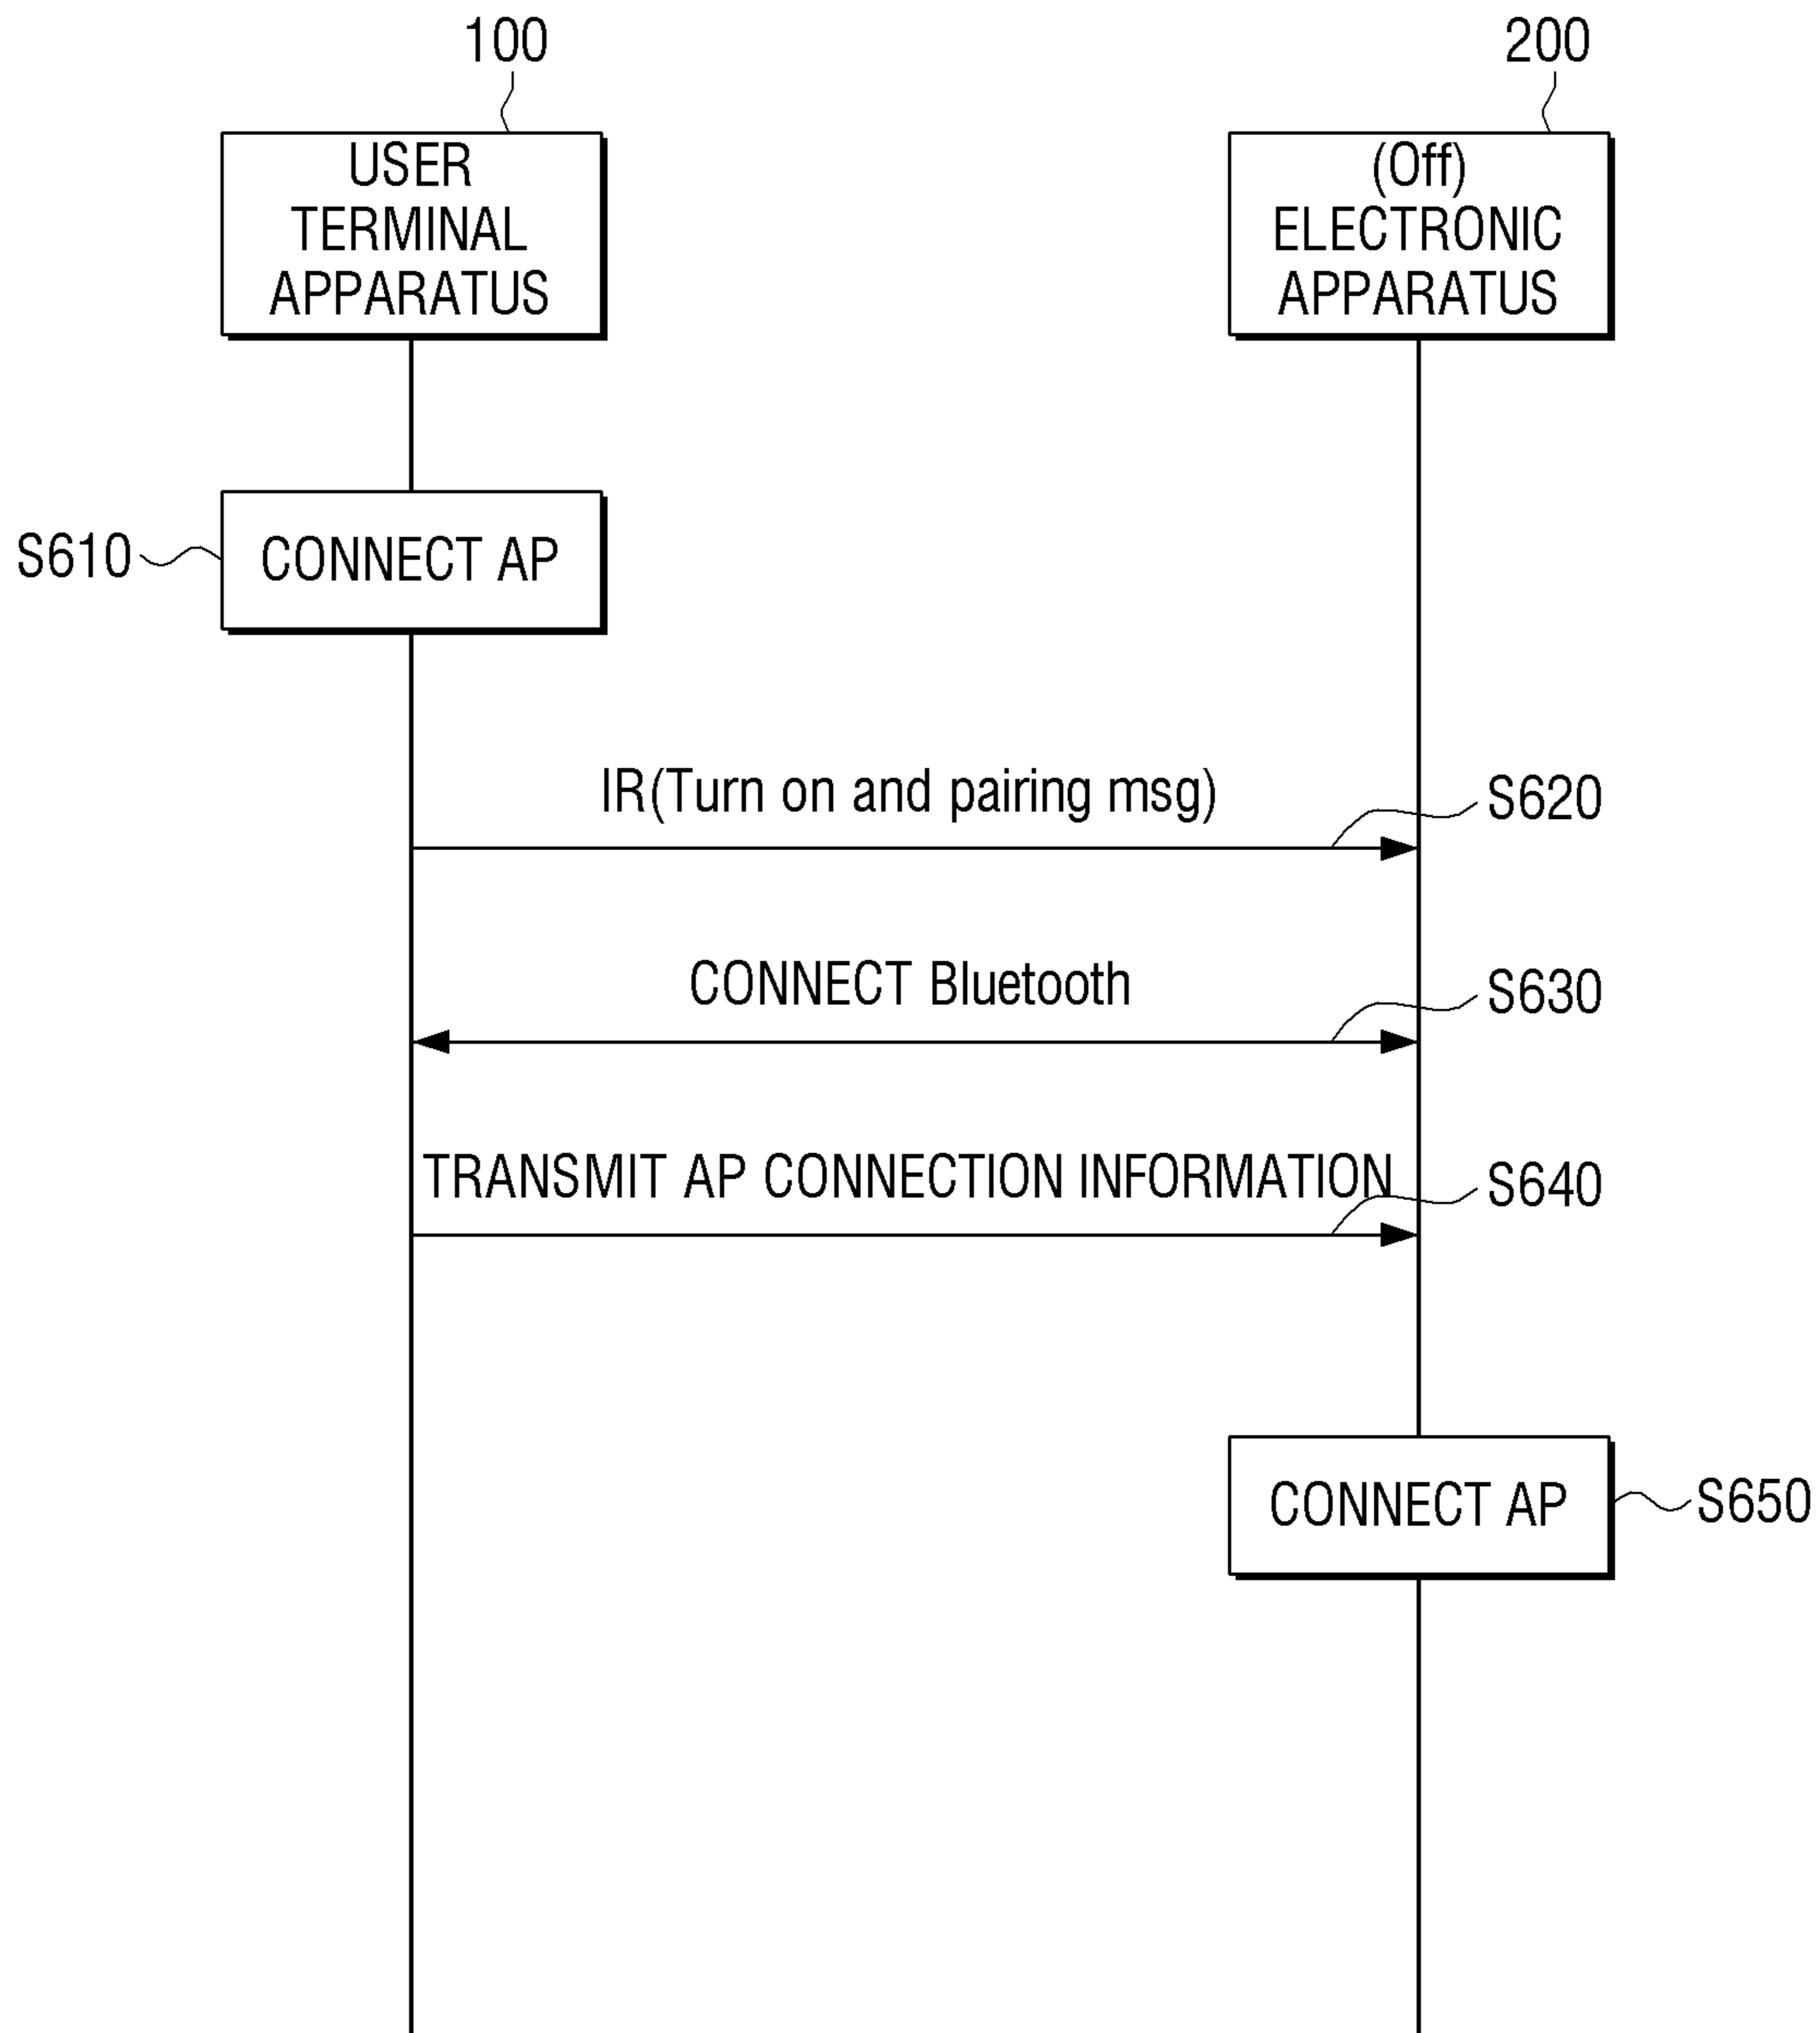 100
200
USER
TERMINAL
APPARATUS
(Off)
ELECTRONIC
APPARATUS
S610
CONNECT AP
IR(Turn on and pairing msg)
S620
CONNECT Bluetooth
S630
TRANSMIT AP CONNECTION INFORMATION
S640
CONNECT AP
S650